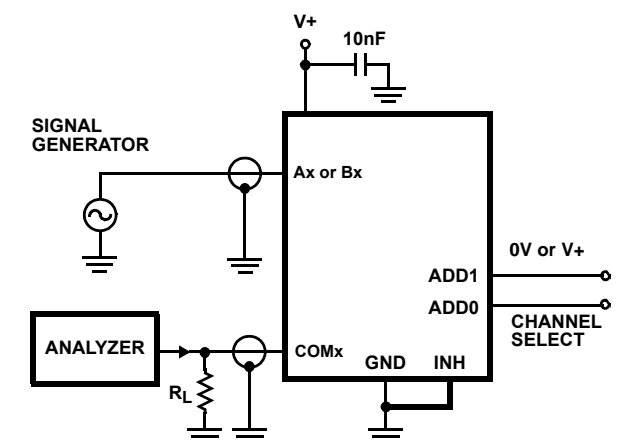 V+
10nF
SIGNAL
GENERATOR
Ax or Bx
0V or V+
ADD1
ADD0
CHANNEL
SELECT
ANALYZER
COMx
GND
INH
RL